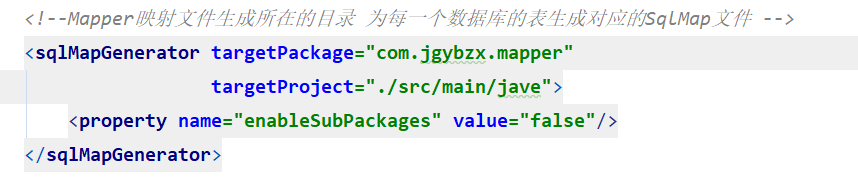 <!--Mapper映射文件生成所在的目录 为每一个数据库的表生成对应的SqlMap文件 -->
<sqlMapGenerator targetPackage="com.jgybzx.mapper"
targetProject="./src/main/java">
<property name="enableSubPackages" value="false"/>
</sqlMapGenerator>